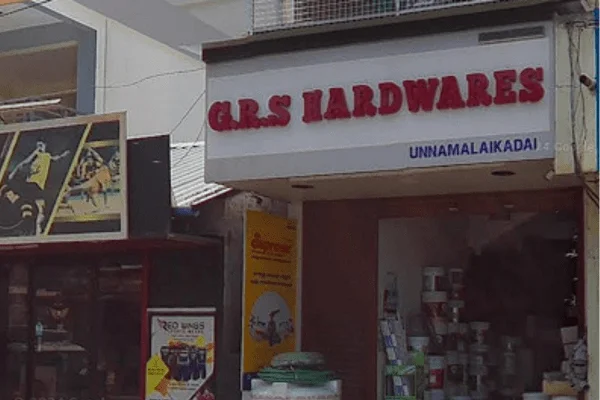 G.R.S HARDWARES
UNNAMALAIKADAI
RED WINGS